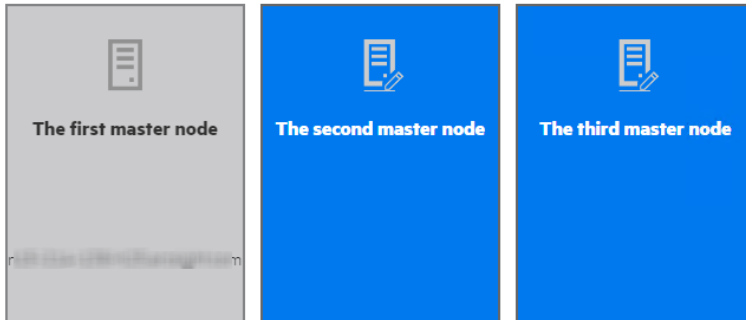 The first master node
The second master node
The third master node